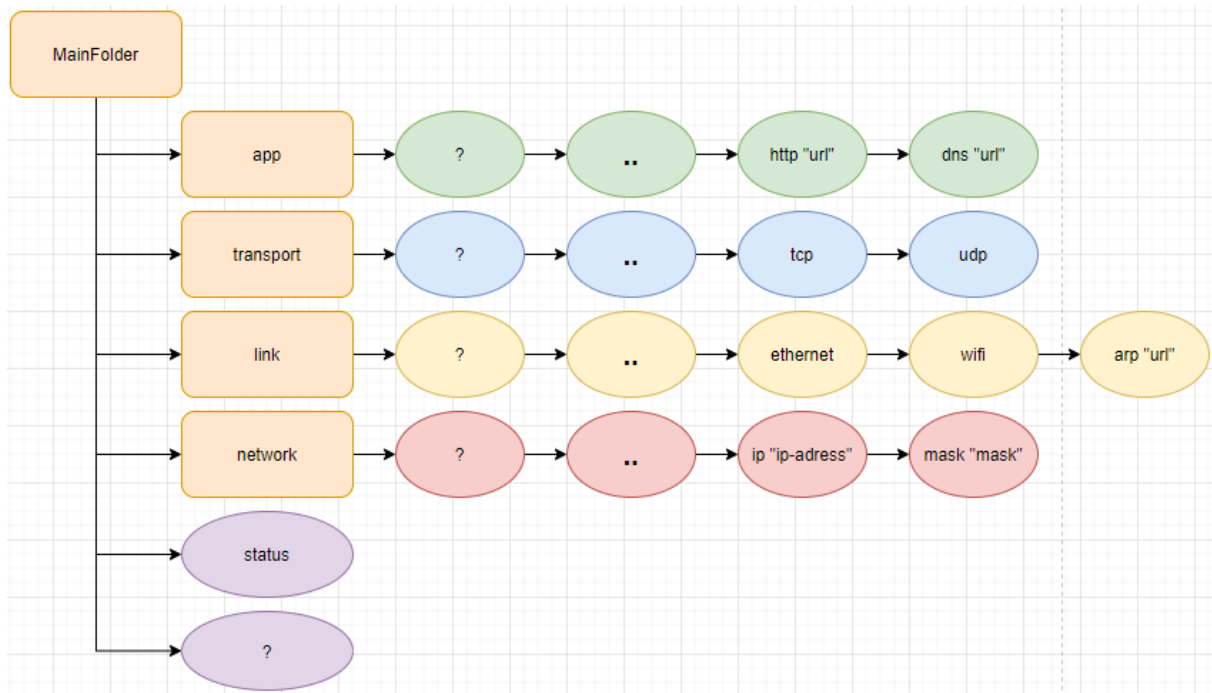 MainFolder
app
?
..
http "url"
dns "url"
transport
?
..
tcp
udp
link
?
..
ethernet
wifi
arp "url"
network
?
..
ip "ip-adress"
mask "mask"
status
?